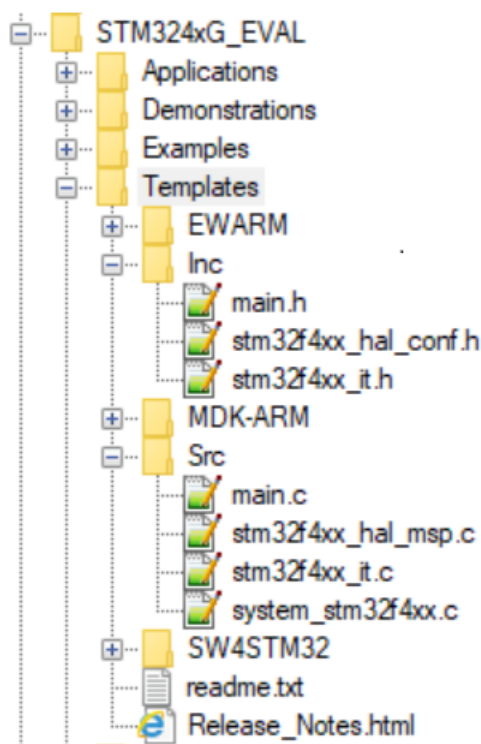 STM324xG_EVAL
Applications
Demonstrations
Examples
Templates
EWARM
Inc
main.h
stm32f4xx_hal_conf.h
stm32f4xx_it.h
MDK-ARM
Src
main.c
stm32f4xx_hal_msp.c
stm32f4xx_it.c
system_stm32f4xx.c
SW4STM32
readme.txt
Release_Notes.html